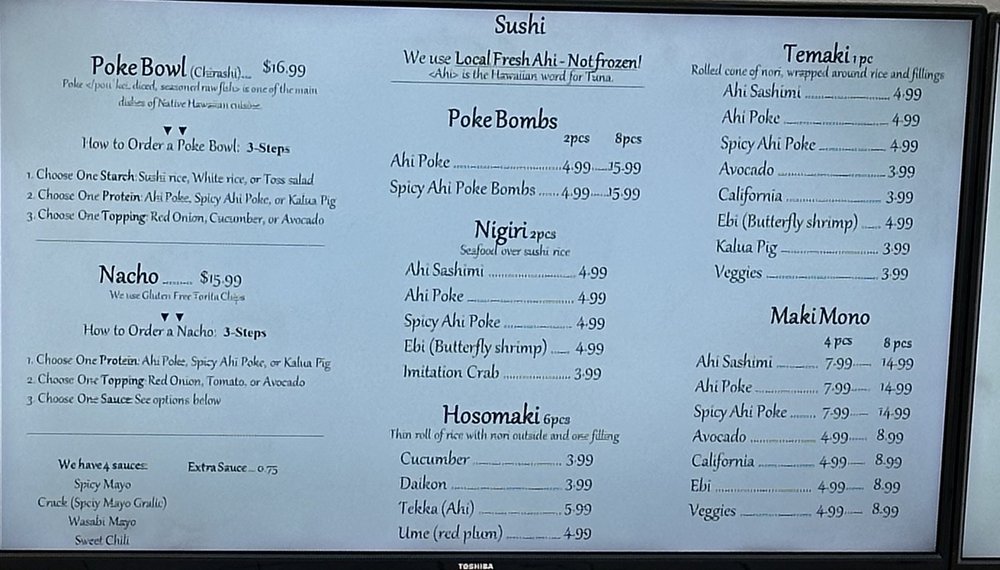 Poke Bowl (Chirashi).... $16.99
Poke </pou 'kei, diced, seasoned raw fish> is one of the main
dishes of Native Hawaiian cuisine.
▼ ▼
How to Order a Poke Bowl: 3-Steps
1. Choose One Starch: Sushi rice, White rice, or Toss salad
2. Choose One Protein: Ahi Poke, Spicy Ahi Poke, or Kalua Pig
3. Choose One Topping: Red Onion, Cucumber, or Avocado
Nacho ......... $15.99
We use Gluten Free Torita Chips
▼ ▼
How to Order a Nacho: 3-Steps
1. Choose One Protein: Ahi Poke, Spicy Ahi Poke, or Kalua Pig
2. Choose One Topping: Red Onion, Tomato, or Avocado
3. Choose One Sauce: See options below
We have 4 sauces: Extra Sauce ... 0.75
Spicy Mayo
Crack (Spciy Mayo Gralic)
Wasabi Mayo
Sweet Chili
Sushi
We use Local Fresh Ahi - Not frozen!
<Ahi> is the Hawaiian word for Tuna.
Poke Bombs
2pcs 8pcs
Ahi Poke ........................ 4.99.....15.99
Spicy Ahi Poke Bombs ...... 4.99.....15.99
Nigiri 2pcs
Seafood over sushi rice
Ahi Sashimi ........................ 4.99
Ahi Poke ............................ 4.99
Spicy Ahi Poke .................. 4.99
Ebi (Butterfly shrimp) ...... 4.99
Imitation Crab .................. 3.99
Hosomaki 6pcs
Thin roll of rice with nori outside and one filling
Cucumber ........................ 3.99
Daikon ............................ 3.99
Tekka (Ahi) ...................... 5.99
Ume (red plum) ............... 4.99
Temaki 1 pc
Rolled cone of nori, wrapped around rice and fillings
Ahi Sashimi ........................ 4.99
Ahi Poke ............................ 4.99
Spicy Ahi Poke .................. 4.99
Avocado ............................ 3.99
California ........................ 3.99
Ebi (Butterfly shrimp) ...... 4.99
Kalua Pig ........................ 3.99
Veggies ............................ 3.99
Maki Mono
4 pcs 8 pcs
Ahi Sashimi ............ 7.99...... 14.99
Ahi Poke ................ 7.99...... 14.99
Spicy Ahi Poke ....... 7.99...... 14.99
Avocado ................ 4.99...... 8.99
California .............. 4.99...... 8.99
Ebi ........................ 4.99...... 8.99
Veggies .................. 4.99...... 8.99
TOSHIBA